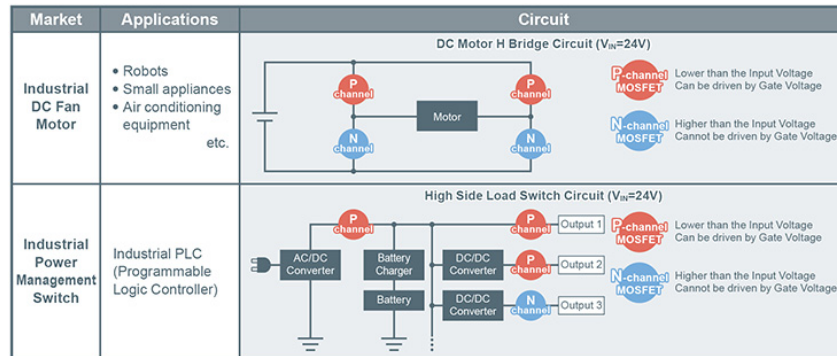 Market
Applications
Circuit
Industrial
DC Fan
Motor
• Robots
• Small appliances
• Air conditioning
equipment
etc.
DC Motor H Bridge Circuit (VIN=24V)
P
channel
P
channel
Motor
N
channel
N
channel
P-channel
MOSFET
Lower than the Input Voltage
Can be driven by Gate Voltage
N-channel
MOSFET
Higher than the Input Voltage
Cannot be driven by Gate Voltage
Industrial
Power
Management
Switch
Industrial PLC
(Programmable
Logic Controller)
High Side Load Switch Circuit (VIN=24V)
P
channel
P
channel
Output 1
AC/DC
Converter
Battery
Charger
DC/DC
Converter
P
channel
Output 2
Battery
DC/DC
Converter
N
channel
Output 3
P-channel
MOSFET
Lower than the Input Voltage
Can be driven by Gate Voltage
N-channel
MOSFET
Higher than the Input Voltage
Cannot be driven by Gate Voltage